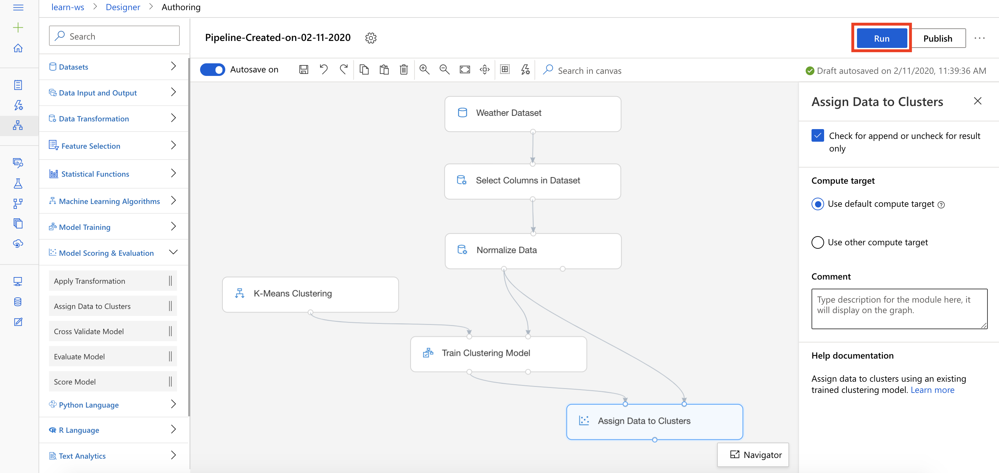 learn-ws > Designer > Authoring
Search
Pipeline-Created-on-02-11-2020
Run
Publish
...
Autosave on
Search in canvas
Draft autosaved on 2/11/2020, 11:39:36 AM
Datasets
Data Input and Output
Data Transformation
Feature Selection
Statistical Functions
Machine Learning Algorithms
Model Training
Model Scoring & Evaluation
Apply Transformation
Assign Data to Clusters
Cross Validate Model
Evaluate Model
Score Model
Python Language
R Language
Text Analytics
Weather Dataset
Select Columns in Dataset
Normalize Data
K-Means Clustering
Train Clustering Model
Assign Data to Clusters
Navigator
Assign Data to Clusters
Check for append or uncheck for result
only
Compute target
Use default compute target
Use other compute target
Comment
Type description for the module here, it
will display on the graph.
Help documentation
Assign data to clusters using an existing
trained clustering model. Learn more